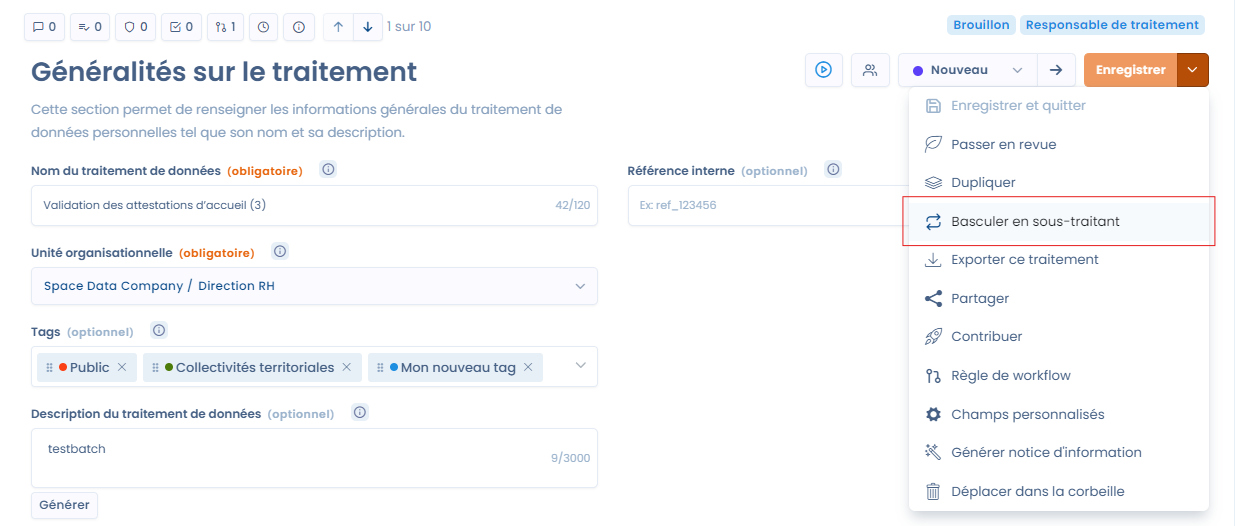 0 0 0 0 1 1 sur 10
Brouillon Responsable de traitement
Généralités sur le traitement
Nouveau Enregistrer
Cette section permet de renseigner les informations générales du traitement de
données personnelles tel que son nom et sa description.
Nom du traitement de données (obligatoire)
Validation des attestations d'accueil (3) 42/120
Référence interne (optionnel)
Ex: ref_123456
Unité organisationnelle (obligatoire)
Space Data Company / Direction RH
Tags (optionnel)
Public Collectivités territoriales Mon nouveau tag
Description du traitement de données (optionnel)
testbatch
9/3000
Générer
Enregistrer et quitter
Passer en revue
Dupliquer
Basculer en sous-traitant
Exporter ce traitement
Partager
Contribuer
Règle de workflow
Champs personnalisés
Générer notice d'information
Déplacer dans la corbeille